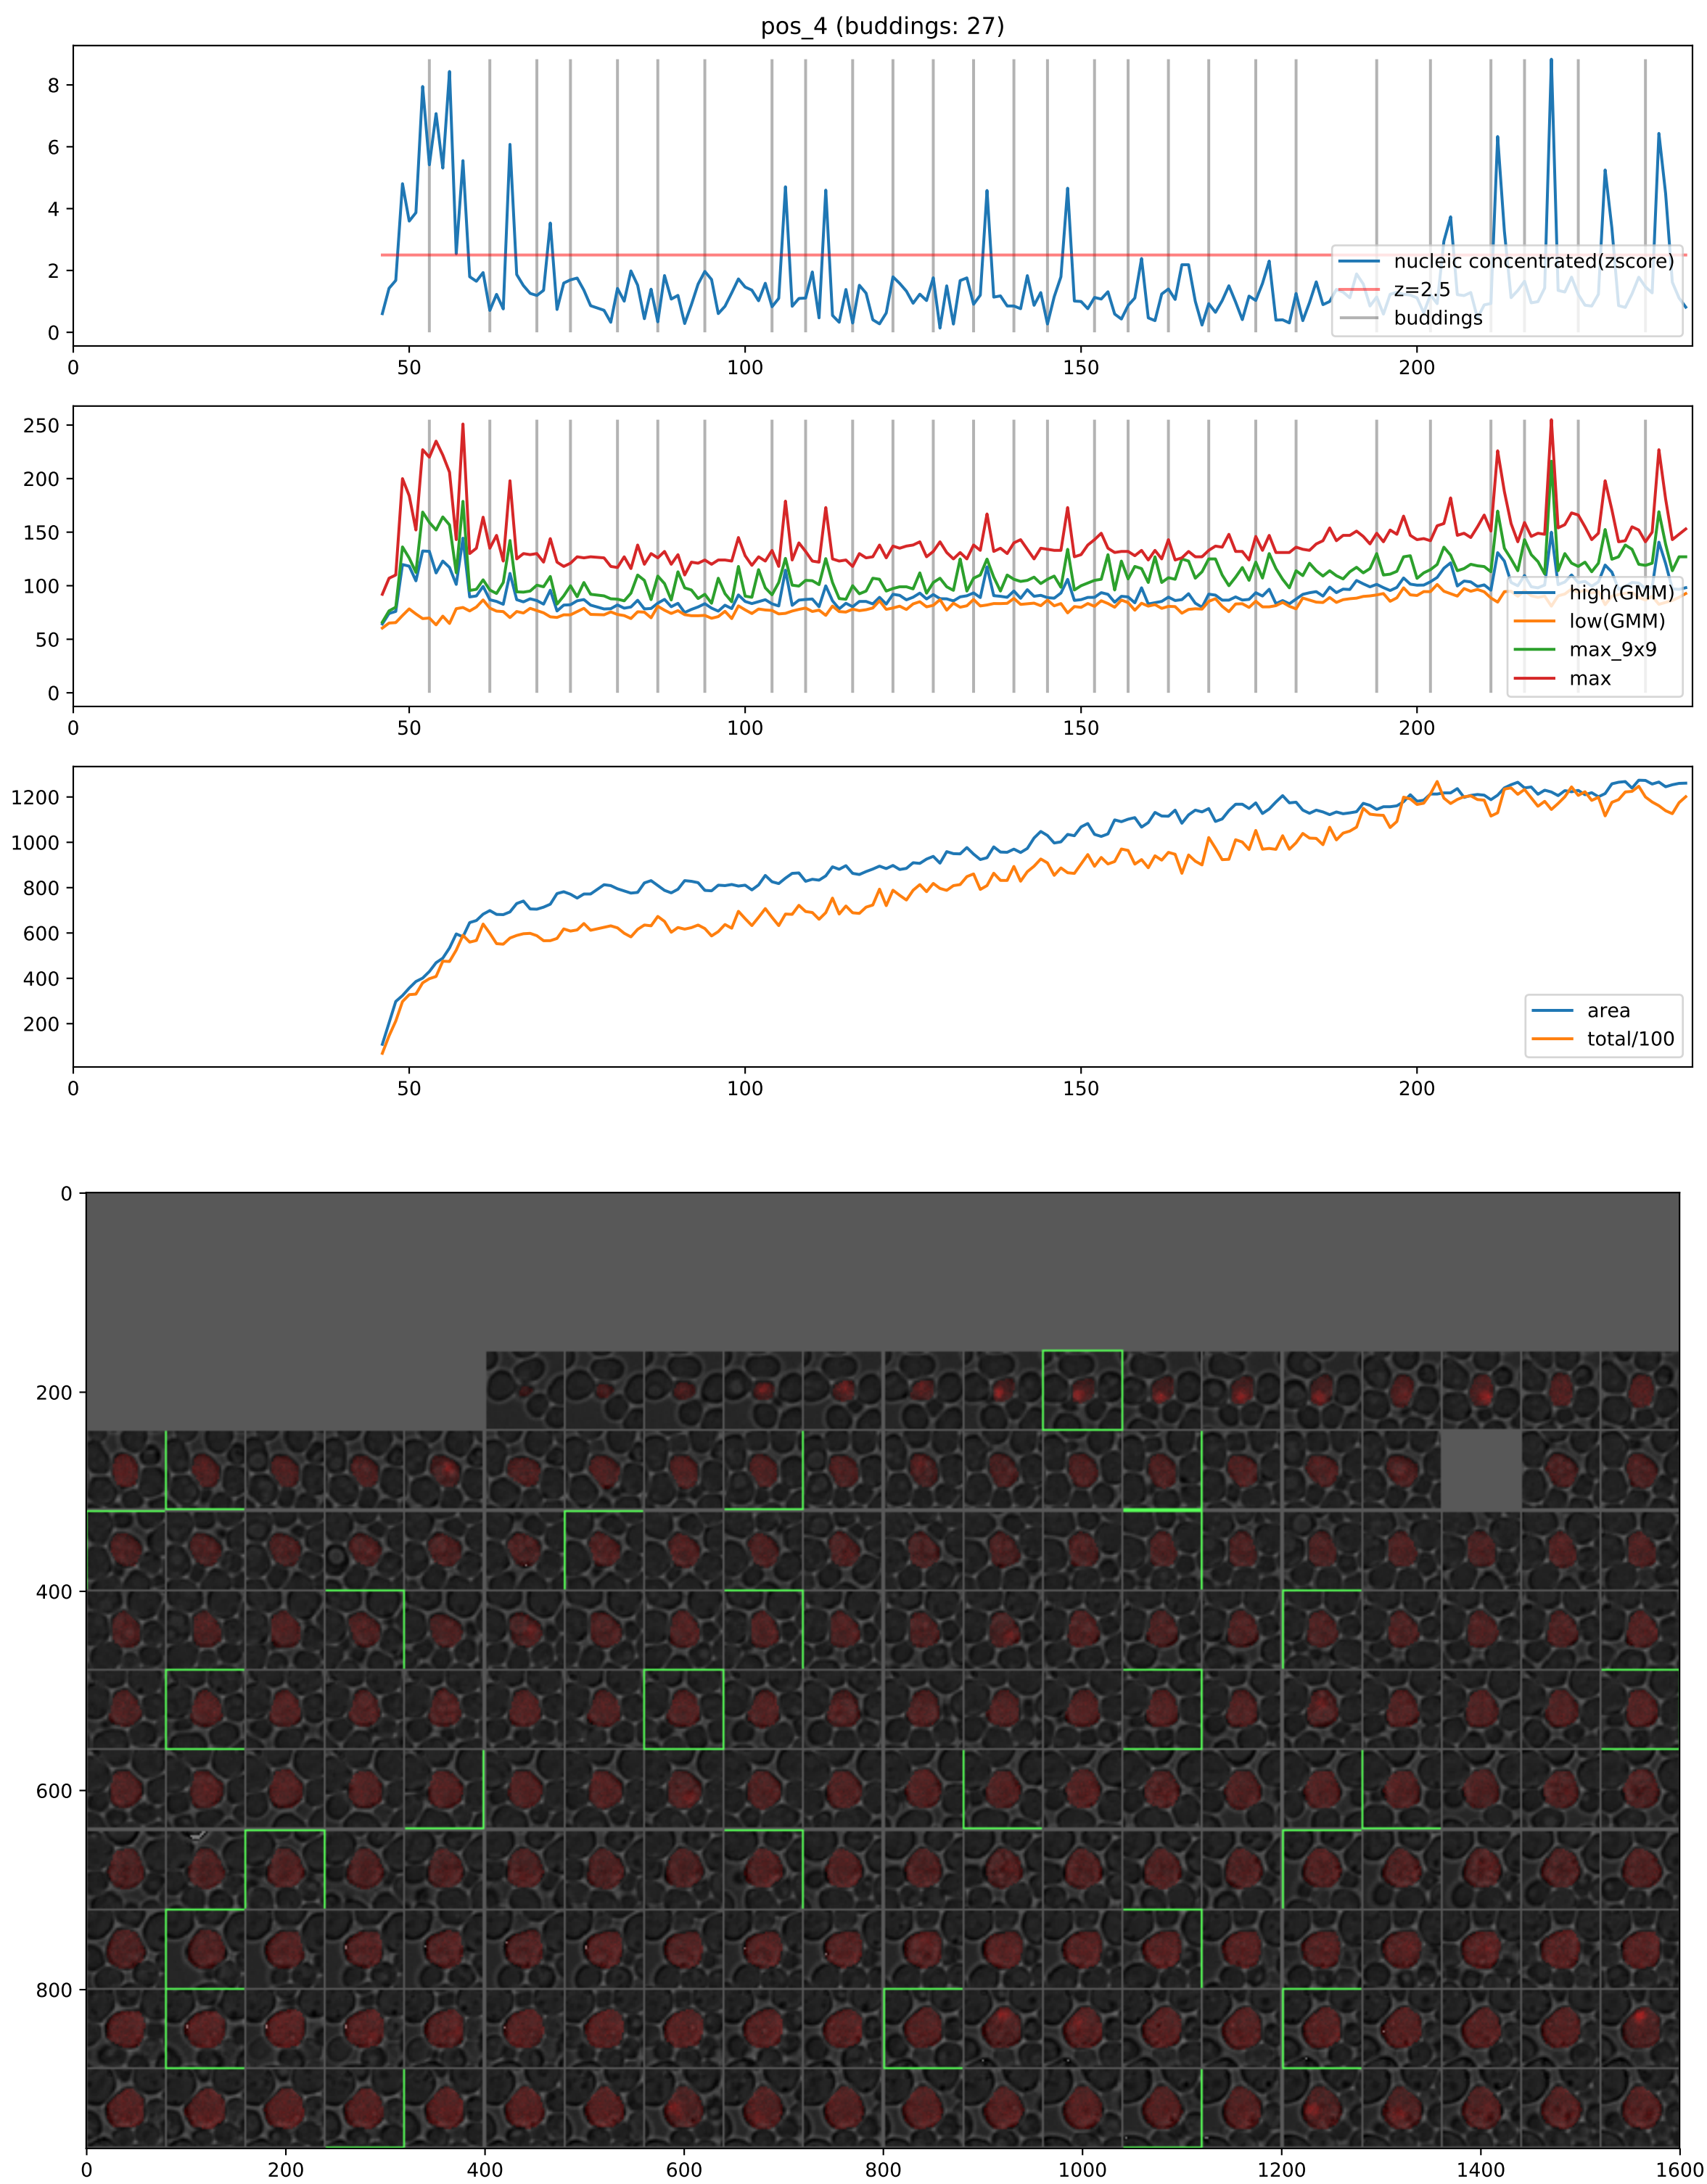 pos_4 (buddings: 27)
8
6
4
2
0
nucleic concentrated(zscore)
z=2.5
buddings
0 50 100 150 200
250
200
150
100
50
0
high(GMM)
low(GMM)
max_9x9
max
0 50 100 150 200
1200
1000
800
600
400
200
area
total/100
0 50 100 150 200
0
200
400
600
800
0 200 400 600 800 1000 1200 1400 1600